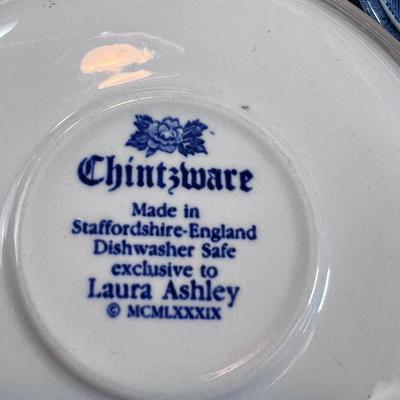 Chintzware
Made in
Staffordshire-England
Dishwasher Safe
exclusive to
Laura Ashley
© MCMLXXXIX